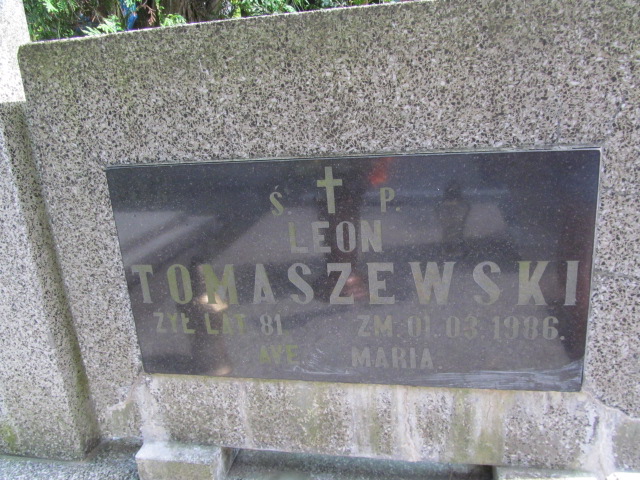 Ś. P.
LEON
TOMASZEWSKI
ŻYŁ LAT 81 ZM. 01. 03. 1986.
AVE MARIA